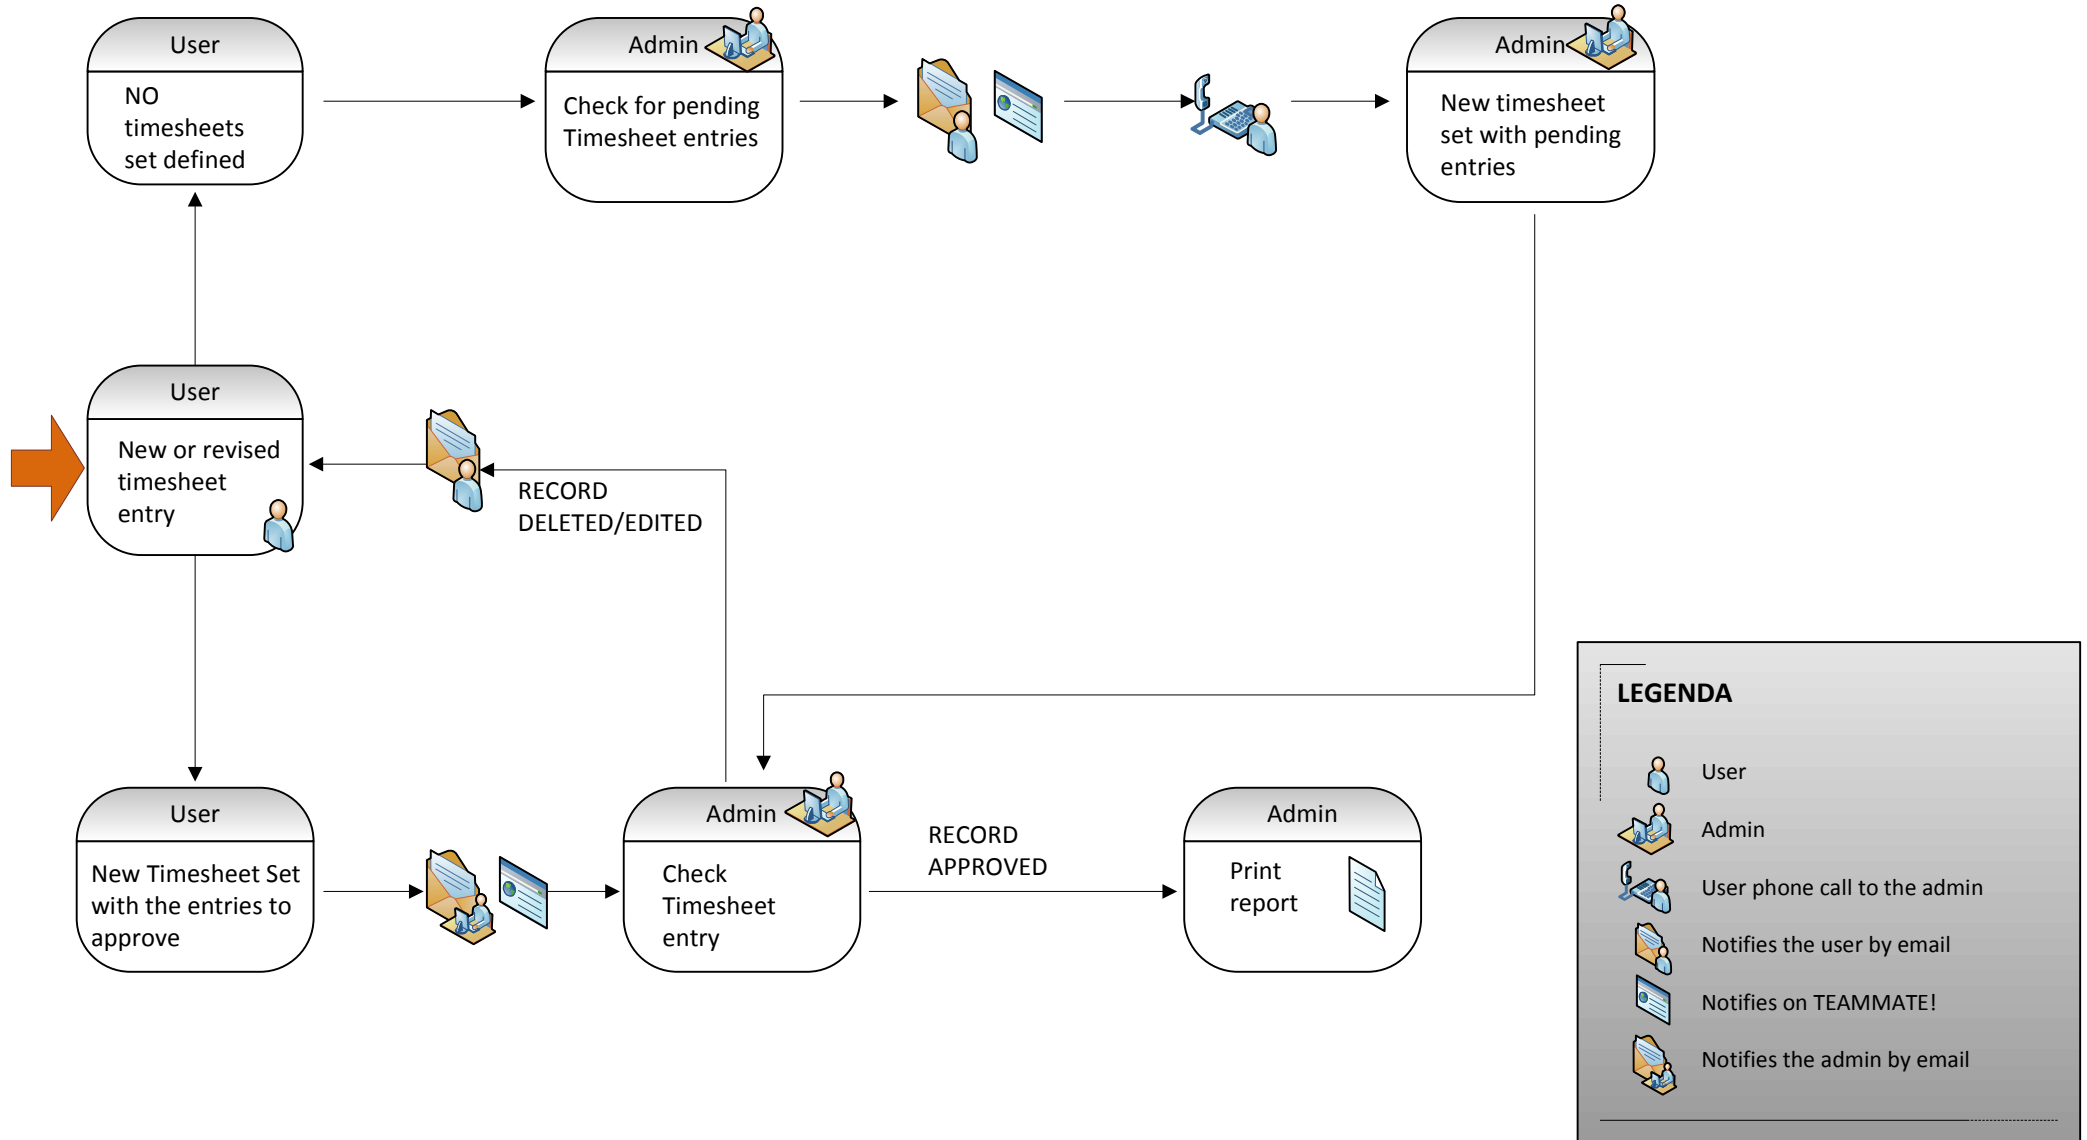 User
NO
timesheets
set defined
Admin
Check for pending
Timesheet entries
Admin
New timesheet
set with pending
entries
User
New or revised
timesheet
entry
RECORD
DELETED/EDITED
User
New Timesheet Set
with the entries to
approve
Admin
Check
Timesheet
entry
RECORD
APPROVED
Admin
Print
report
LEGENDA
User
Admin
User phone call to the admin
Notifies the user by email
Notifies on TEAMMATE!
Notifies the admin by email